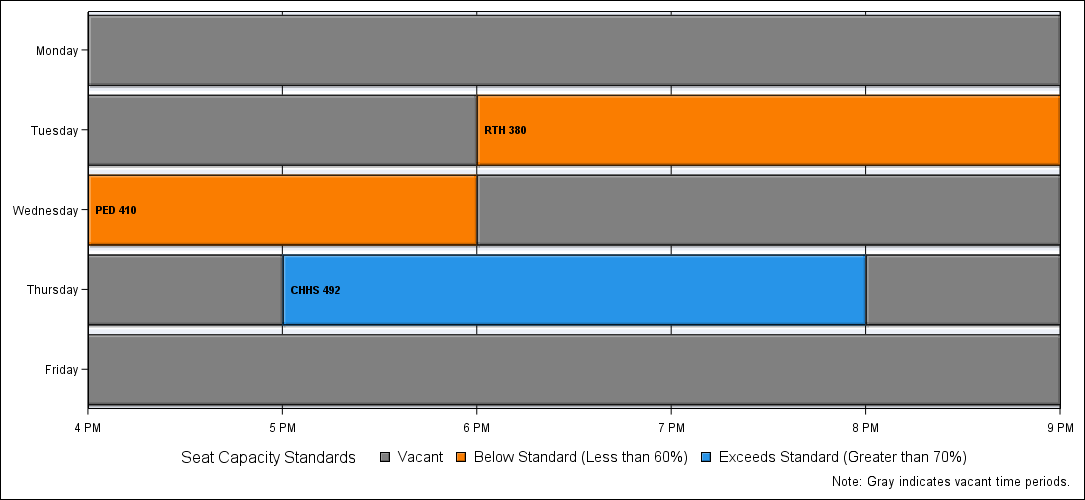 Monday
Tuesday
RTH 380
Wednesday
PED 410
Thursday
CHHS 492
Friday
4 PM 5 PM 6 PM 7 PM 8 PM 9 PM
Seat Capacity Standards Vacant Below Standard (Less than 60%) Exceeds Standard (Greater than 70%)
Note: Gray indicates vacant time periods.